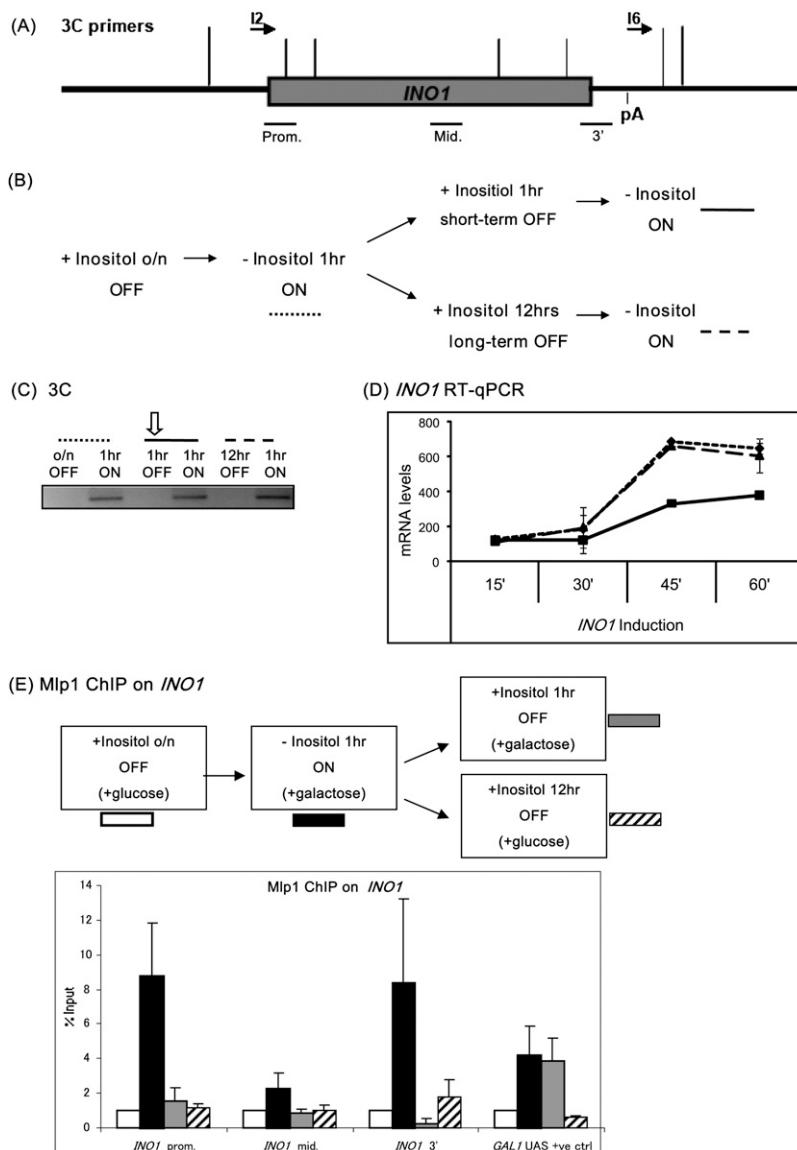 (A) 3C primers I2 I6
INO1
pA
Prom. Mid. 3'
(B)
+ Inositiol 1hr → - Inositol
short-term OFF ON
+ Inositol o/n → - Inositol 1hr
OFF ON
+ Inositol 12hrs → - Inositol
long-term OFF ON
(C) 3C
o/n 1hr 1hr 1hr 12hr 1hr
OFF ON OFF ON OFF ON
(D) INO1 RT-qPCR
800
600
400
200
0
mRNA levels
15' 30' 45' 60'
INO1 Induction
(E) Mlp1 ChIP on INO1
+Inositol 1hr
OFF
(+galactose)
+Inositol o/n - Inositol 1hr
OFF ON
(+glucose) (+galactose)
+Inositol 12hr
OFF
(+glucose)
Mlp1 ChIP on INO1
14
12
10
8
6
4
2
0
% Input
INO1 prom. INO1 mid. INO1 3' GAL1 UAS +ve ctrl